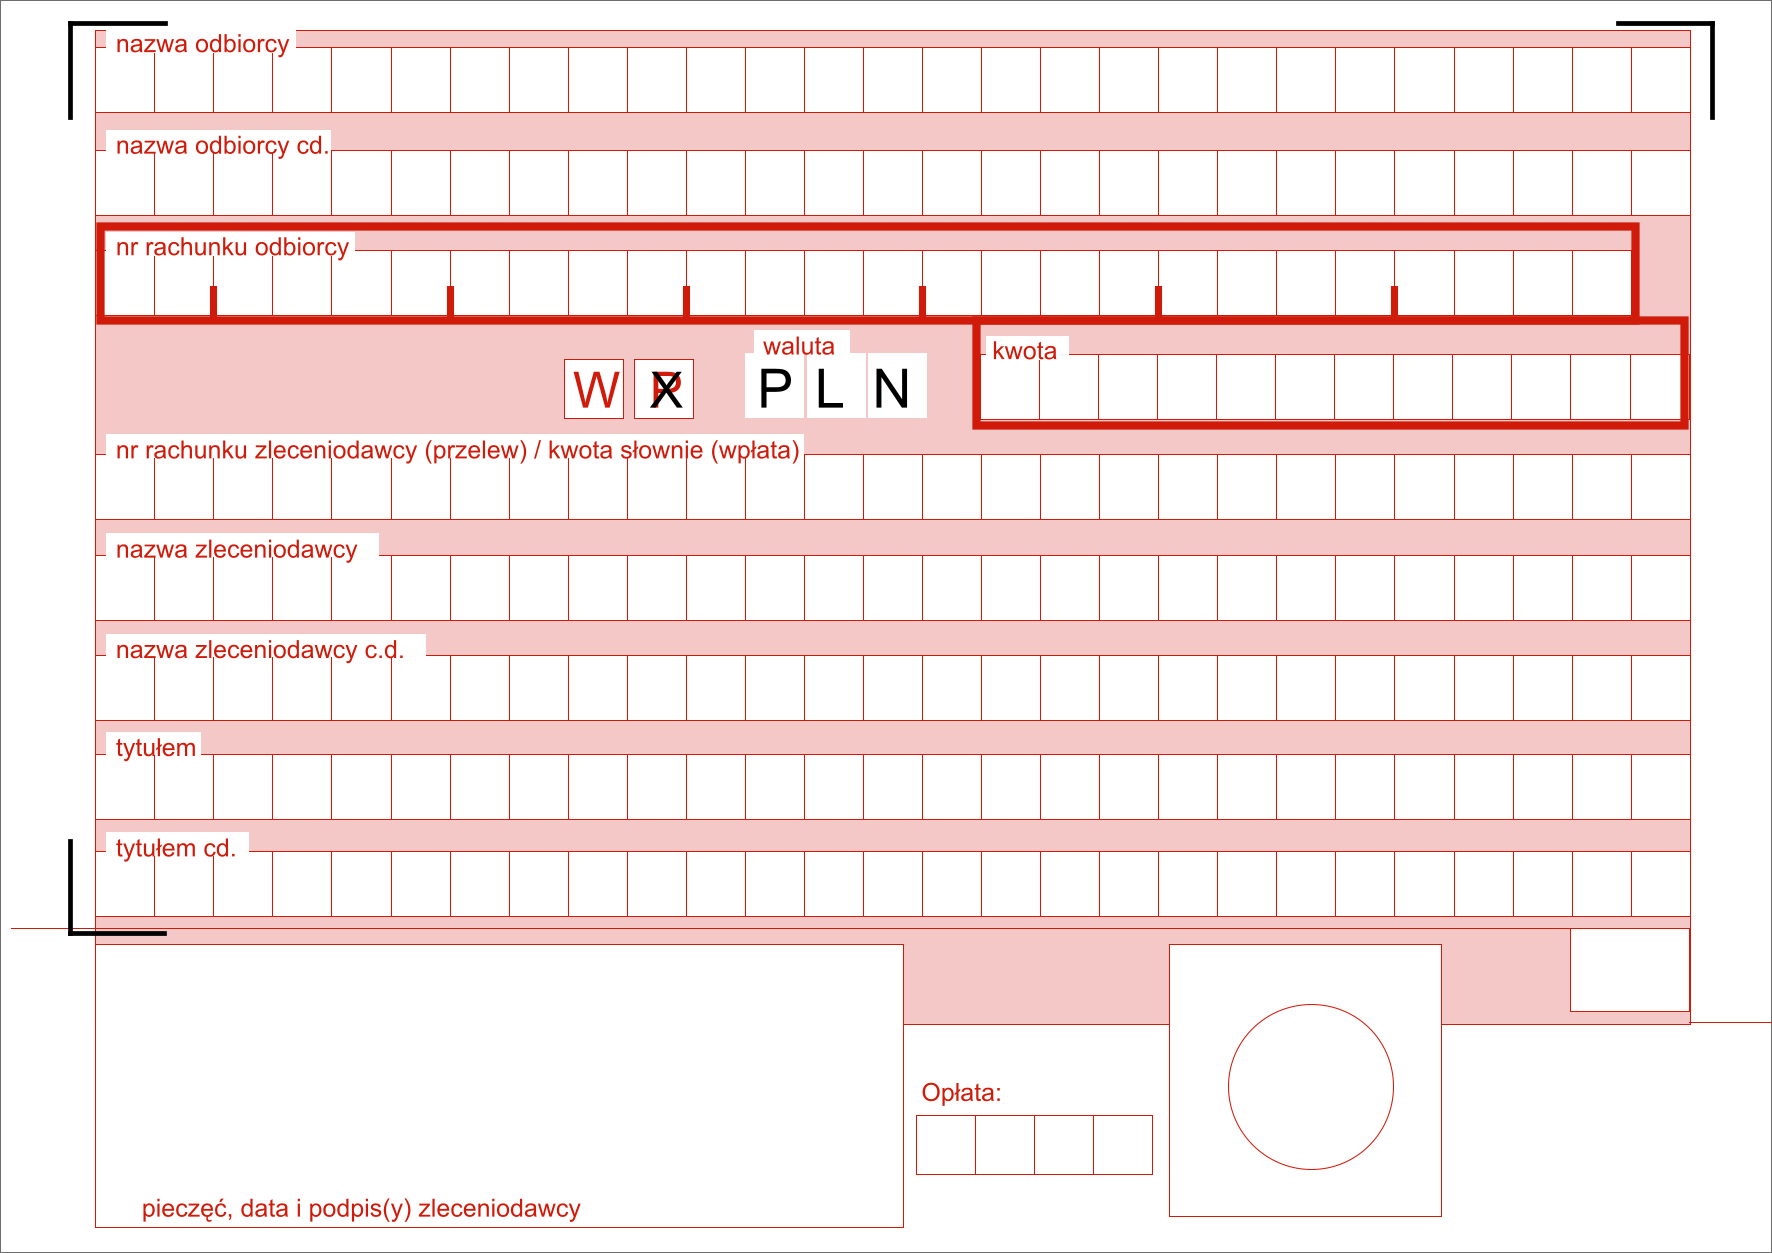 nazwa odbiorcy
nazwa odbiorcy cd.
nr rachunku odbiorcy
waluta
kwota
W P X P L N
nr rachunku zleceniodawcy (przelew) / kwota słownie (wpłata)
nazwa zleceniodawcy
nazwa zleceniodawcy c.d.
tytułem
tytułem cd.
Opłata:
pieczęć, data i podpis(y) zleceniodawcy